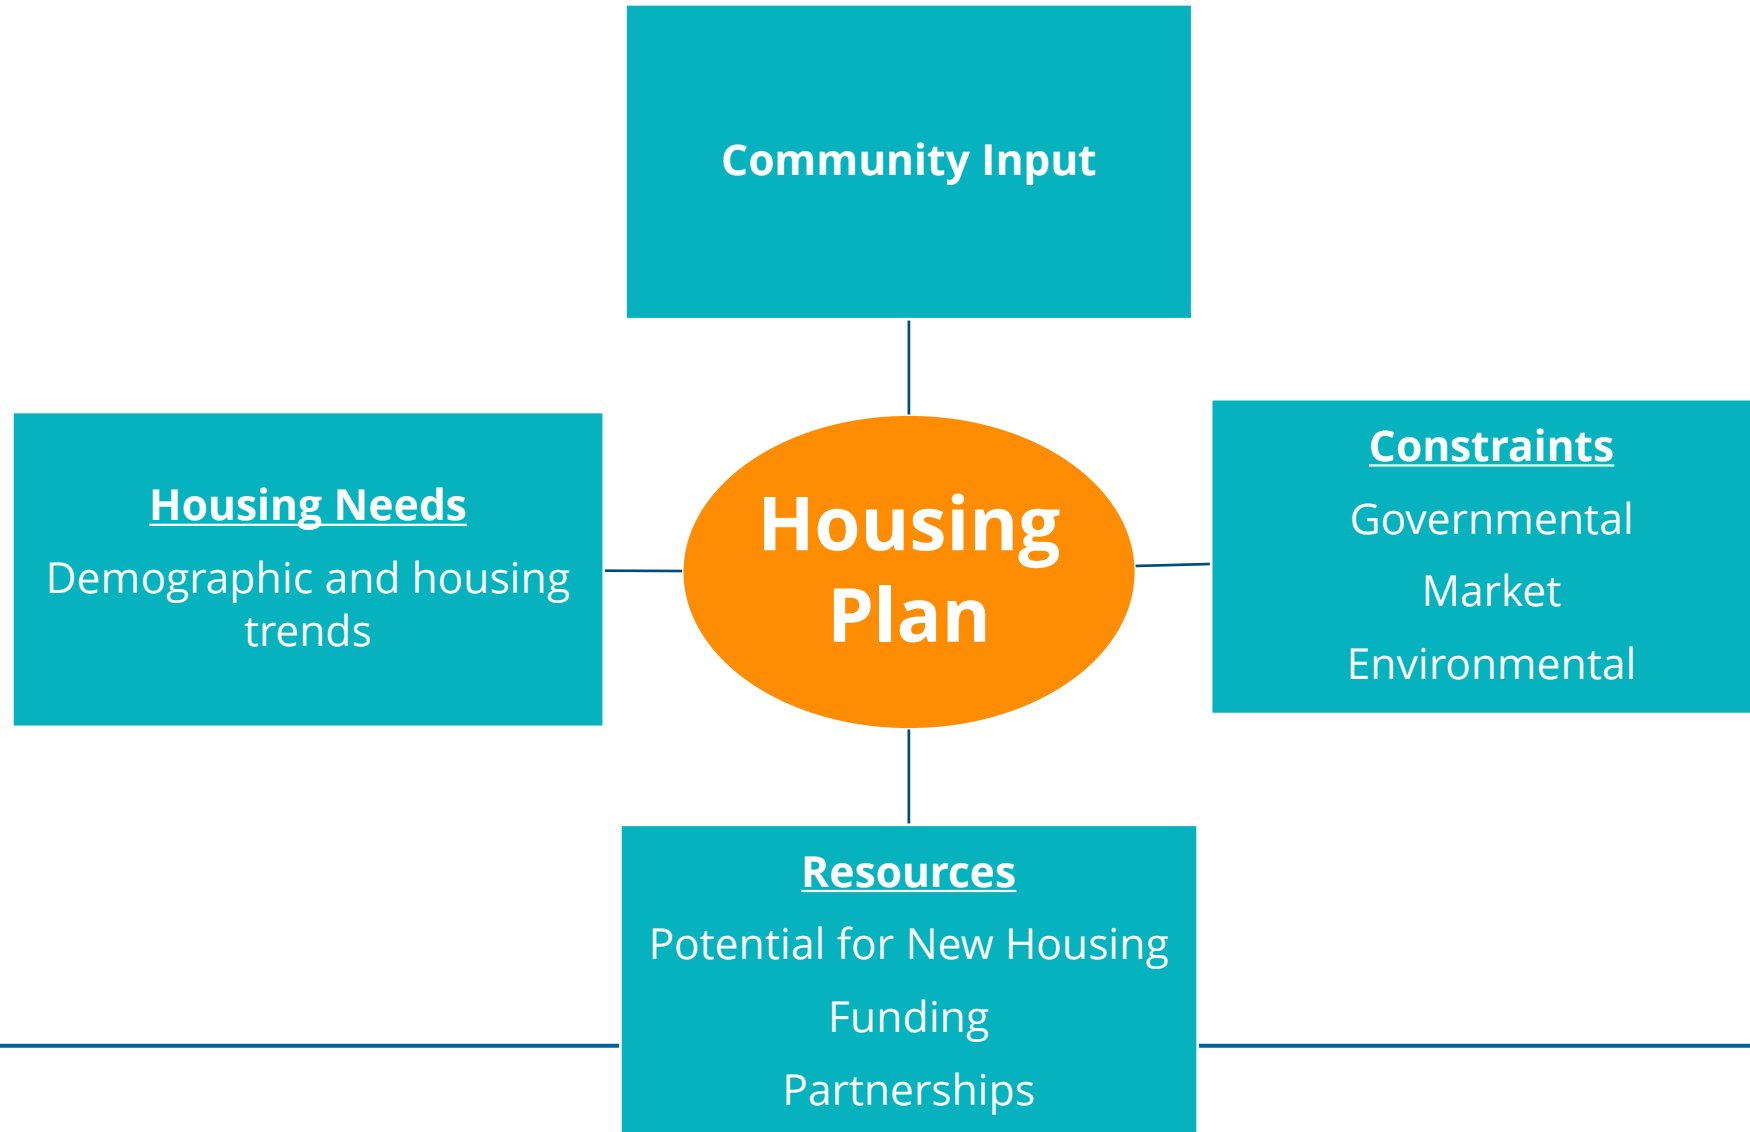 Community Input
Housing Needs
Demographic and housing
trends
Housing
Plan
Constraints
Governmental
Market
Environmental
Resources
Potential for New Housing
Funding
Partnerships